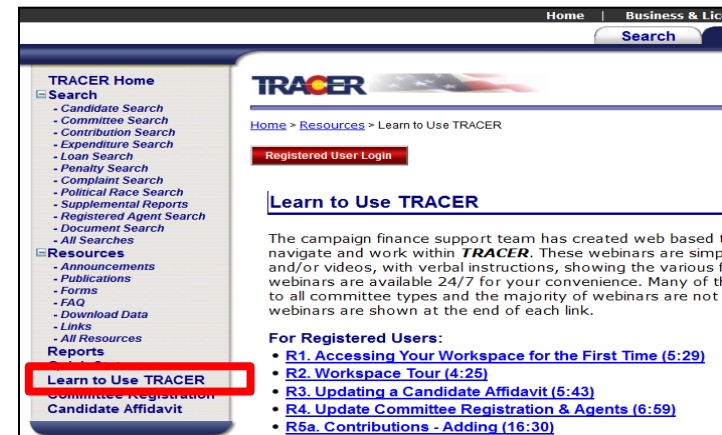 Home | Business & Lic
Search
TRACER Home
Search
- Candidate Search
- Committee Search
- Contribution Search
- Expenditure Search
- Loan Search
- Penalty Search
- Complaint Search
- Political Race Search
- Supplemental Reports
- Registered Agent Search
- Document Search
- All Searches
Resources
- Announcements
- Publications
- Forms
- FAQ
- Download Data
- Links
- All Resources
Reports
Learn to Use TRACER
Committee Registration
Candidate Affidavit
TRACER
Home > Resources > Learn to Use TRACER
Registered User Login
Learn to Use TRACER
The campaign finance support team has created web based
navigate and work within TRACER. These webinars are simp
and/or videos, with verbal instructions, showing the various
webinars are available 24/7 for your convenience. Many of
to all committee types and the majority of webinars are not
webinars are shown at the end of each link.
For Registered Users:
• R1. Accessing Your Workspace for the First Time (5:29)
• R2. Workspace Tour (4:25)
• R3. Updating a Candidate Affidavit (5:43)
• R4. Update Committee Registration & Agents (6:59)
• R5a. Contributions - Adding (16:30)